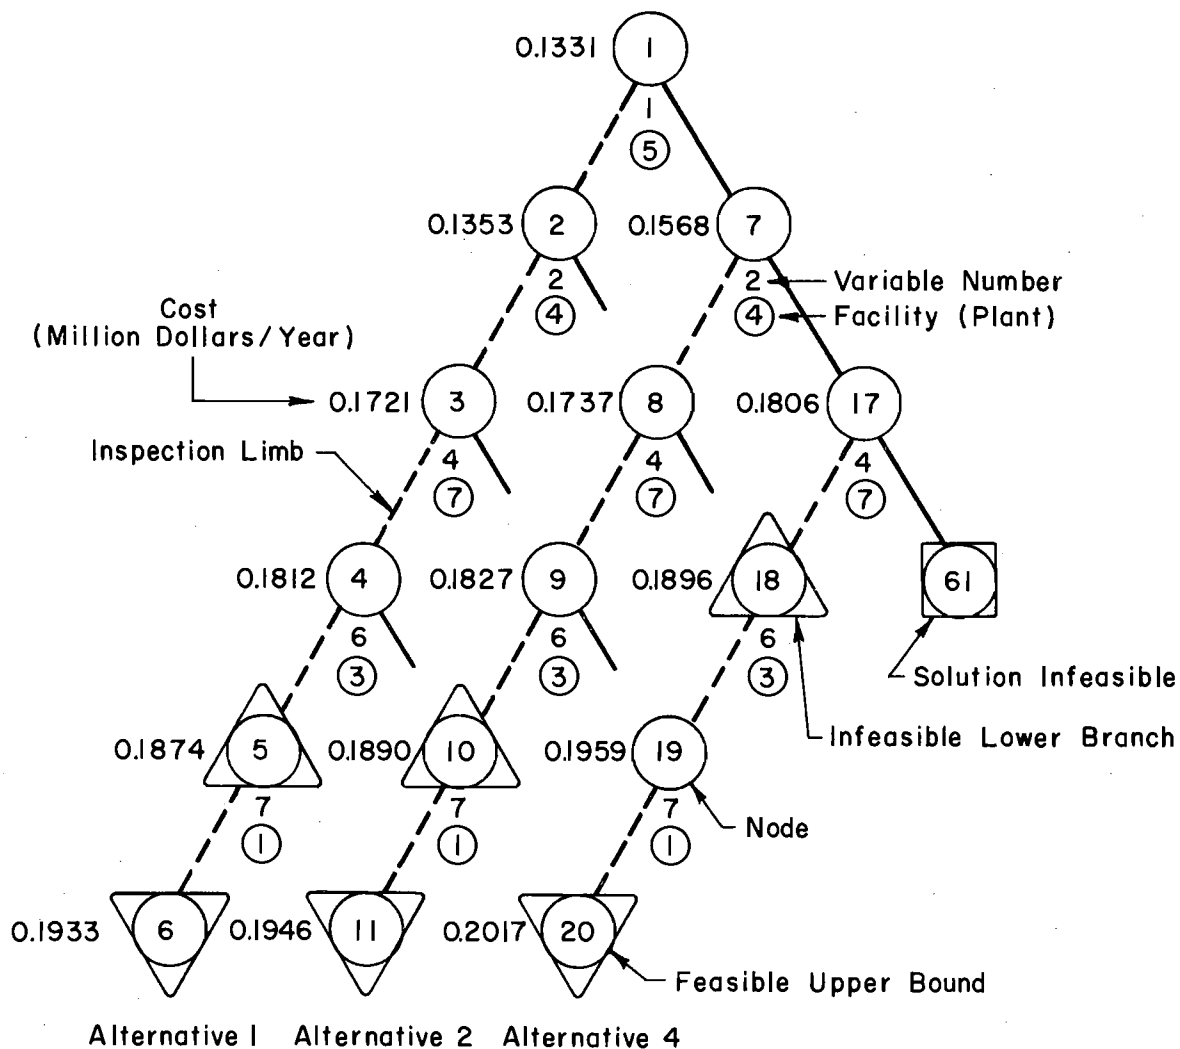 0.1331 1
1
5
0.1353 2 0.1568 7
2 2 Variable Number
4 4 Facility (Plant)
Cost
(Million Dollars/Year)
0.1721 3 0.1737 8 0.1806 17
Inspection Limb
4 4 4
7 7 7
0.1812 4 0.1827 9 0.1896 18 61
6 6 6
3 3 3
Solution Infeasible
Infeasible Lower Branch
0.1874 5 0.1890 10 0.1959 19
7 7 7
1 1 1
Node
0.1933 6 0.1946 11 0.2017 20
Feasible Upper Bound
Alternative 1 Alternative 2 Alternative 4